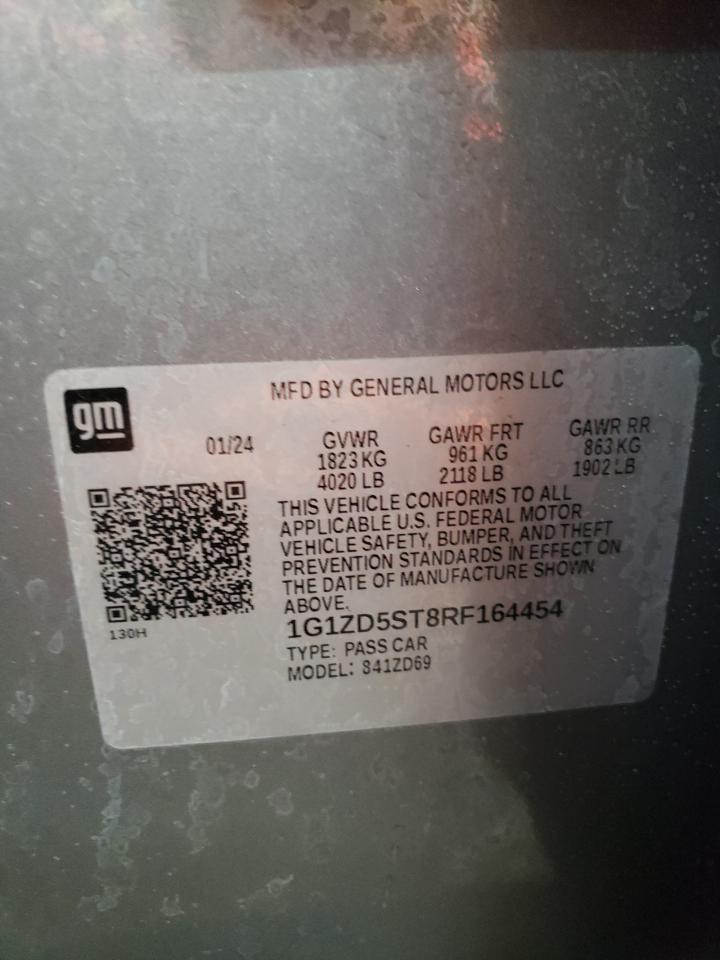 gm
MFD BY GENERAL MOTORS LLC
01/24
GVWR
1823 KG
4020 LB
GAWR FRT
961 KG
2118 LB
GAWR RR
863 KG
1902 LB
THIS VEHICLE CONFORMS TO ALL
APPLICABLE U.S. FEDERAL MOTOR
VEHICLE SAFETY, BUMPER, AND THEFT
PREVENTION STANDARDS IN EFFECT ON
THE DATE OF MANUFACTURE SHOWN
ABOVE.
1G1ZD5ST8RF164454
TYPE: PASS CAR
MODEL: 841ZD69
130H